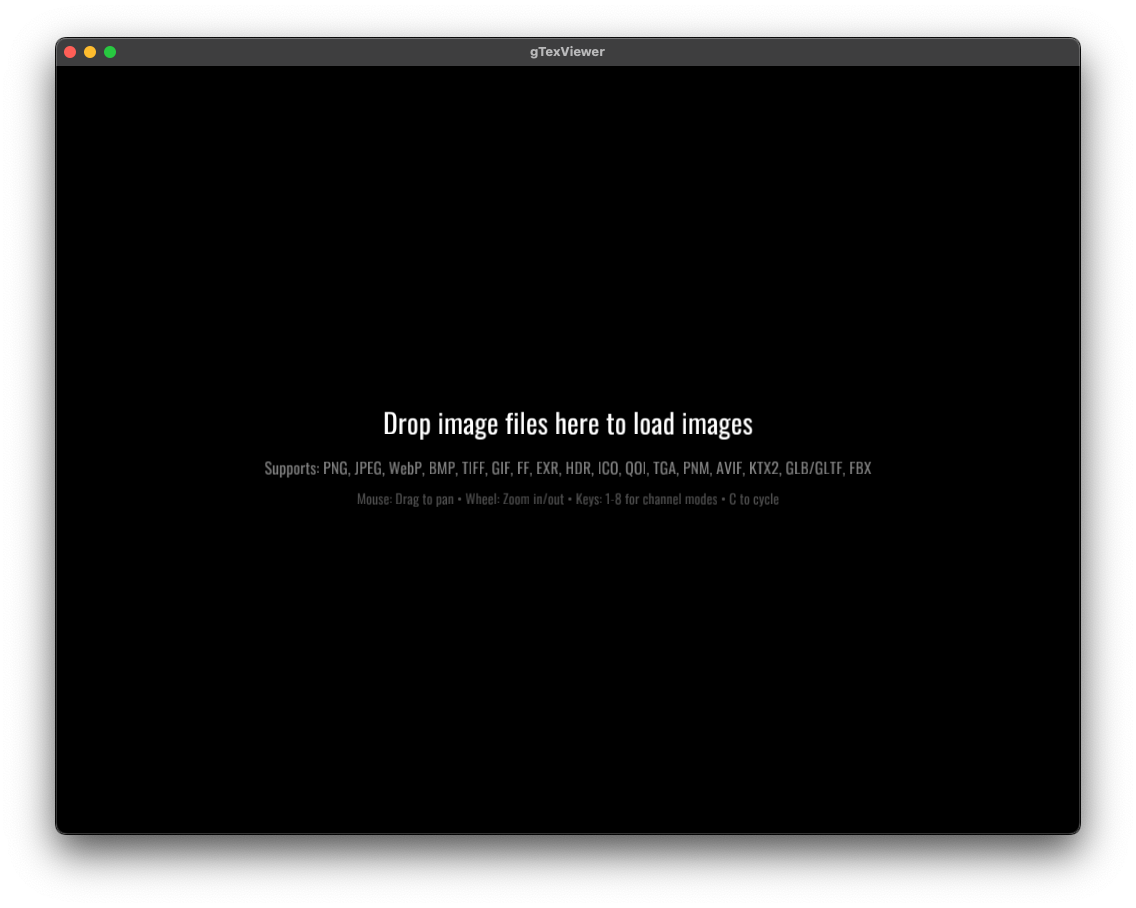 gTexViewer
Drop image files here to load images
Supports: PNG, JPEG, WebP, BMP, TIFF, GIF, FF, EXR, HDR, ICO, QOI, TGA, PNM, AVIF, KTX2, GLB/GLTF, FBX
Mouse: Drag to pan • Wheel: Zoom in/out • Keys: 1-8 for channel modes • C to cycle